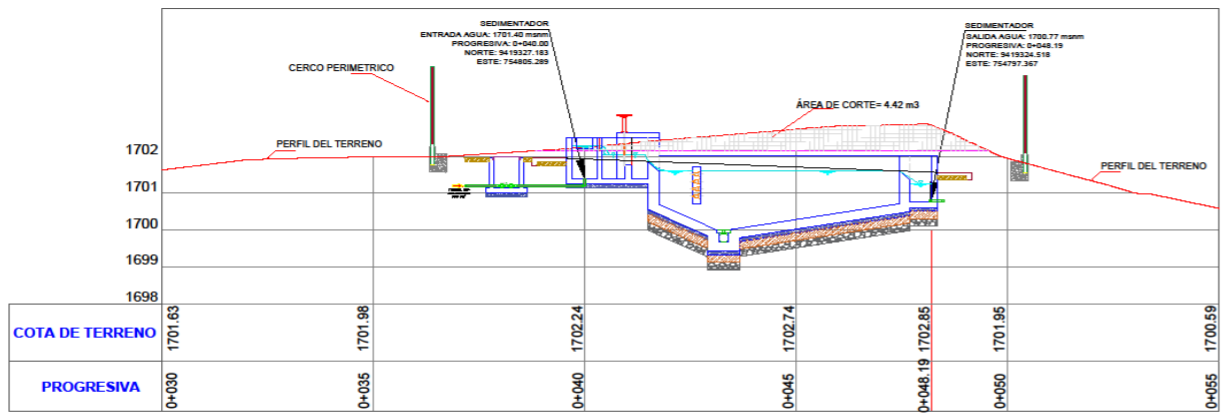 SEDIMENTADOR
ENTRADA AGUA: 1701.40 msnm
PROGRESIVA: 0+040.00
NORTE: 9419327.183
ESTE: 754805.289
SEDIMENTADOR
SALIDA AGUA: 1700.77 msnm
PROGRESIVA: 0+048.19
NORTE: 9419324.518
ESTE: 754797.367
CERCO PERIMETRICO
ÁREA DE CORTE= 4.42 m3
PERFIL DEL TERRENO
PERFIL DEL TERRENO
1702
1701
1700
1699
1698
COTA DE TERRENO
1701.63
1701.98
1702.24
1702.74
1702.85
1701.95
1700.59
PROGRESIVA
0+030
0+035
0+040
0+045
0+048.19
0+050
0+055